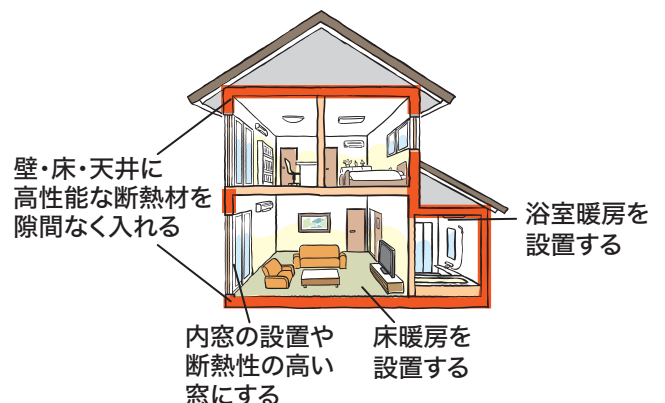 壁・床・天井に
高性能な断熱材を
隙間なく入れる
浴室暖房を
設置する
内窓の設置や
断熱性の高い
窓にする
床暖房を
設置する